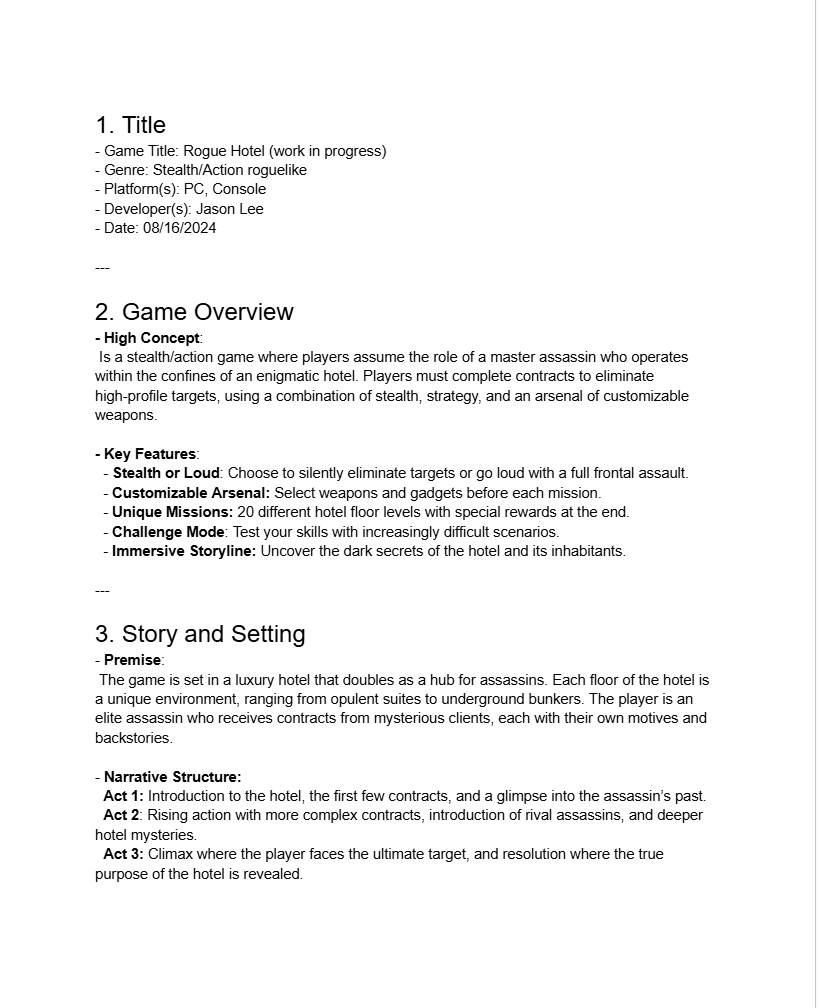 1. Title
- Game Title: Rogue Hotel (work in progress)
- Genre: Stealth/Action roguelike
- Platform(s): PC, Console
- Developer(s): Jason Lee
- Date: 08/16/2024
---
2. Game Overview
- High Concept:
Is a stealth/action game where players assume the role of a master assassin who operates
within the confines of an enigmatic hotel. Players must complete contracts to eliminate
high-profile targets, using a combination of stealth, strategy, and an arsenal of customizable
weapons.
- Key Features:
- Stealth or Loud: Choose to silently eliminate targets or go loud with a full frontal assault.
- Customizable Arsenal: Select weapons and gadgets before each mission.
- Unique Missions: 20 different hotel floor levels with special rewards at the end.
- Challenge Mode: Test your skills with increasingly difficult scenarios.
- Immersive Storyline: Uncover the dark secrets of the hotel and its inhabitants.
---
3. Story and Setting
- Premise:
The game is set in a luxury hotel that doubles as a hub for assassins. Each floor of the hotel is
a unique environment, ranging from opulent suites to underground bunkers. The player is an
elite assassin who receives contracts from mysterious clients, each with their own motives and
backstories.
- Narrative Structure:
Act 1: Introduction to the hotel, the first few contracts, and a glimpse into the assassin’s past.
Act 2: Rising action with more complex contracts, introduction of rival assassins, and deeper
hotel mysteries.
Act 3: Climax where the player faces the ultimate target, and resolution where the true
purpose of the hotel is revealed.